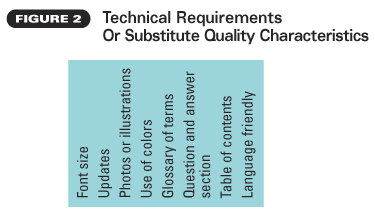 FIGURE 2
Technical Requirements
Or Substitute Quality Characteristics
Font size
Updates
Photos or illustrations
Use of colors
Glossary of terms
Question and answer
section
Table of contents
Language friendly